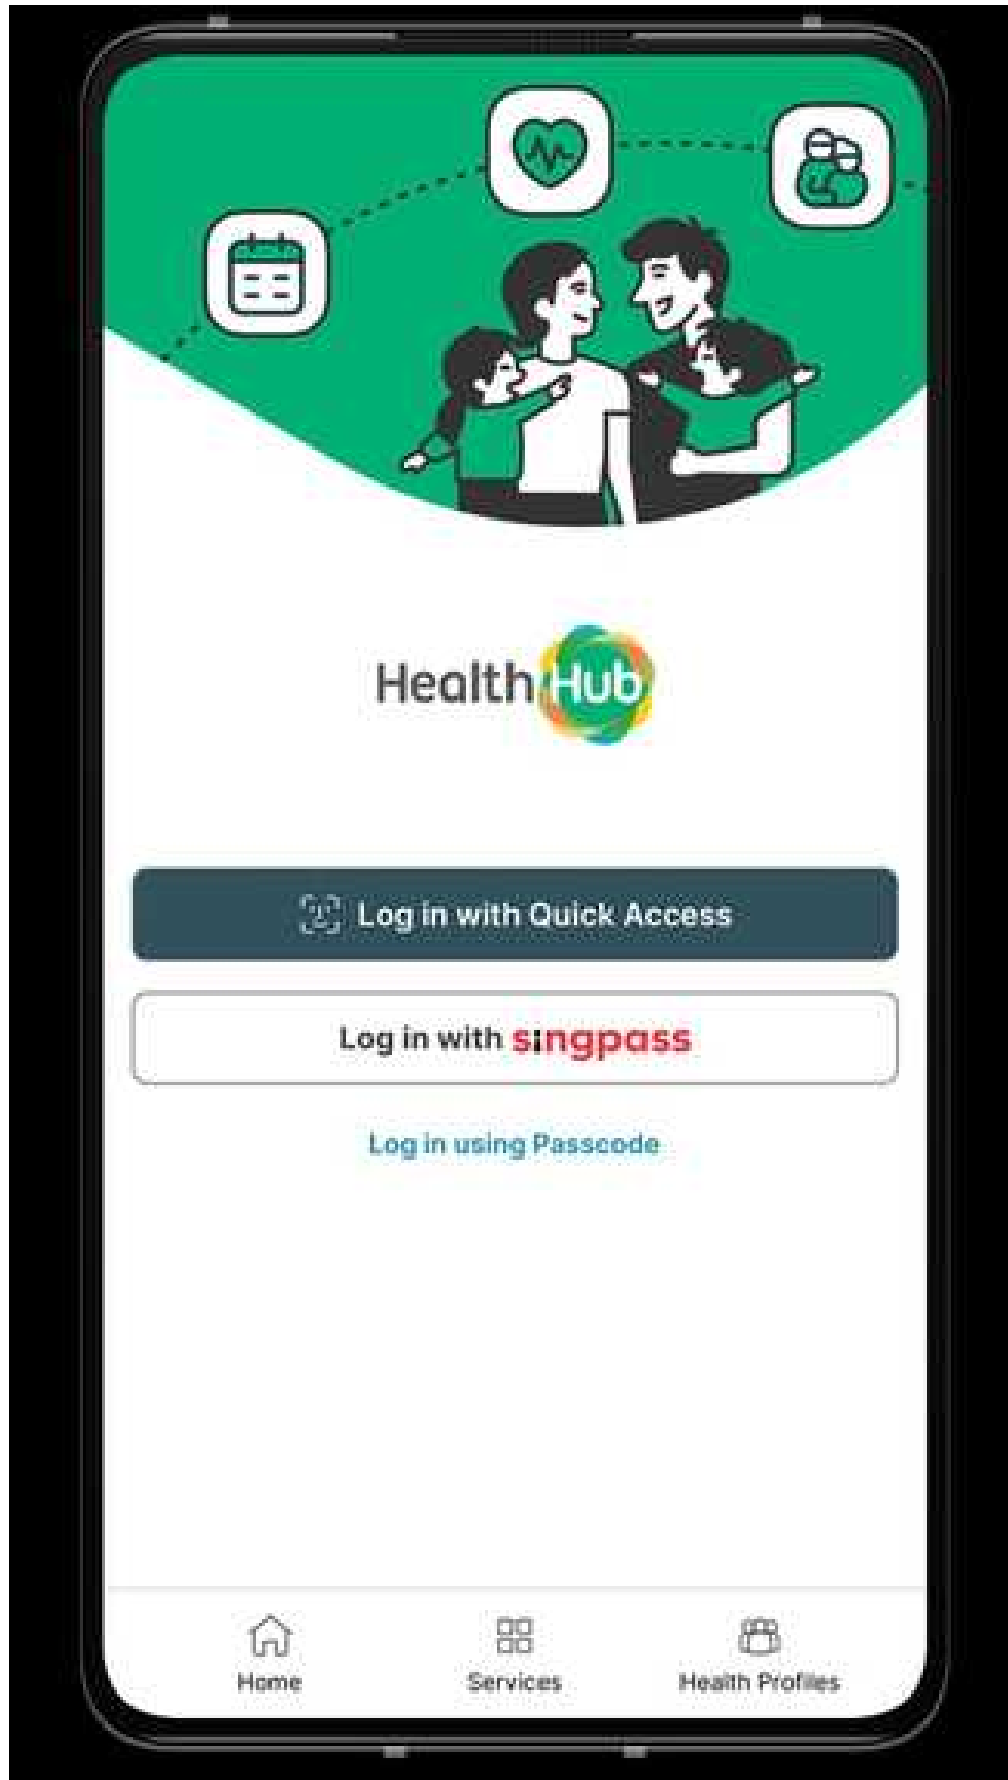 HealthHub
Log in with Quick Access
Log in with singpass
Log in using Passcode
Home
Services
Health Profiles